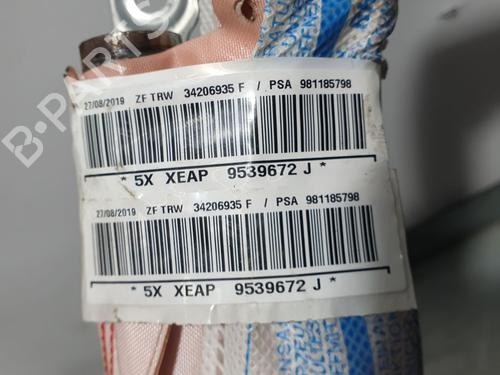 27/08/2019 ZF TRW 34206935 F / PSA 981185798
* 5X XEAP 9539672 J *
27/08/2019 ZF TRW 34206935 F / PSA 981185798
* 5X XEAP 9539672 J *
B-PARTS